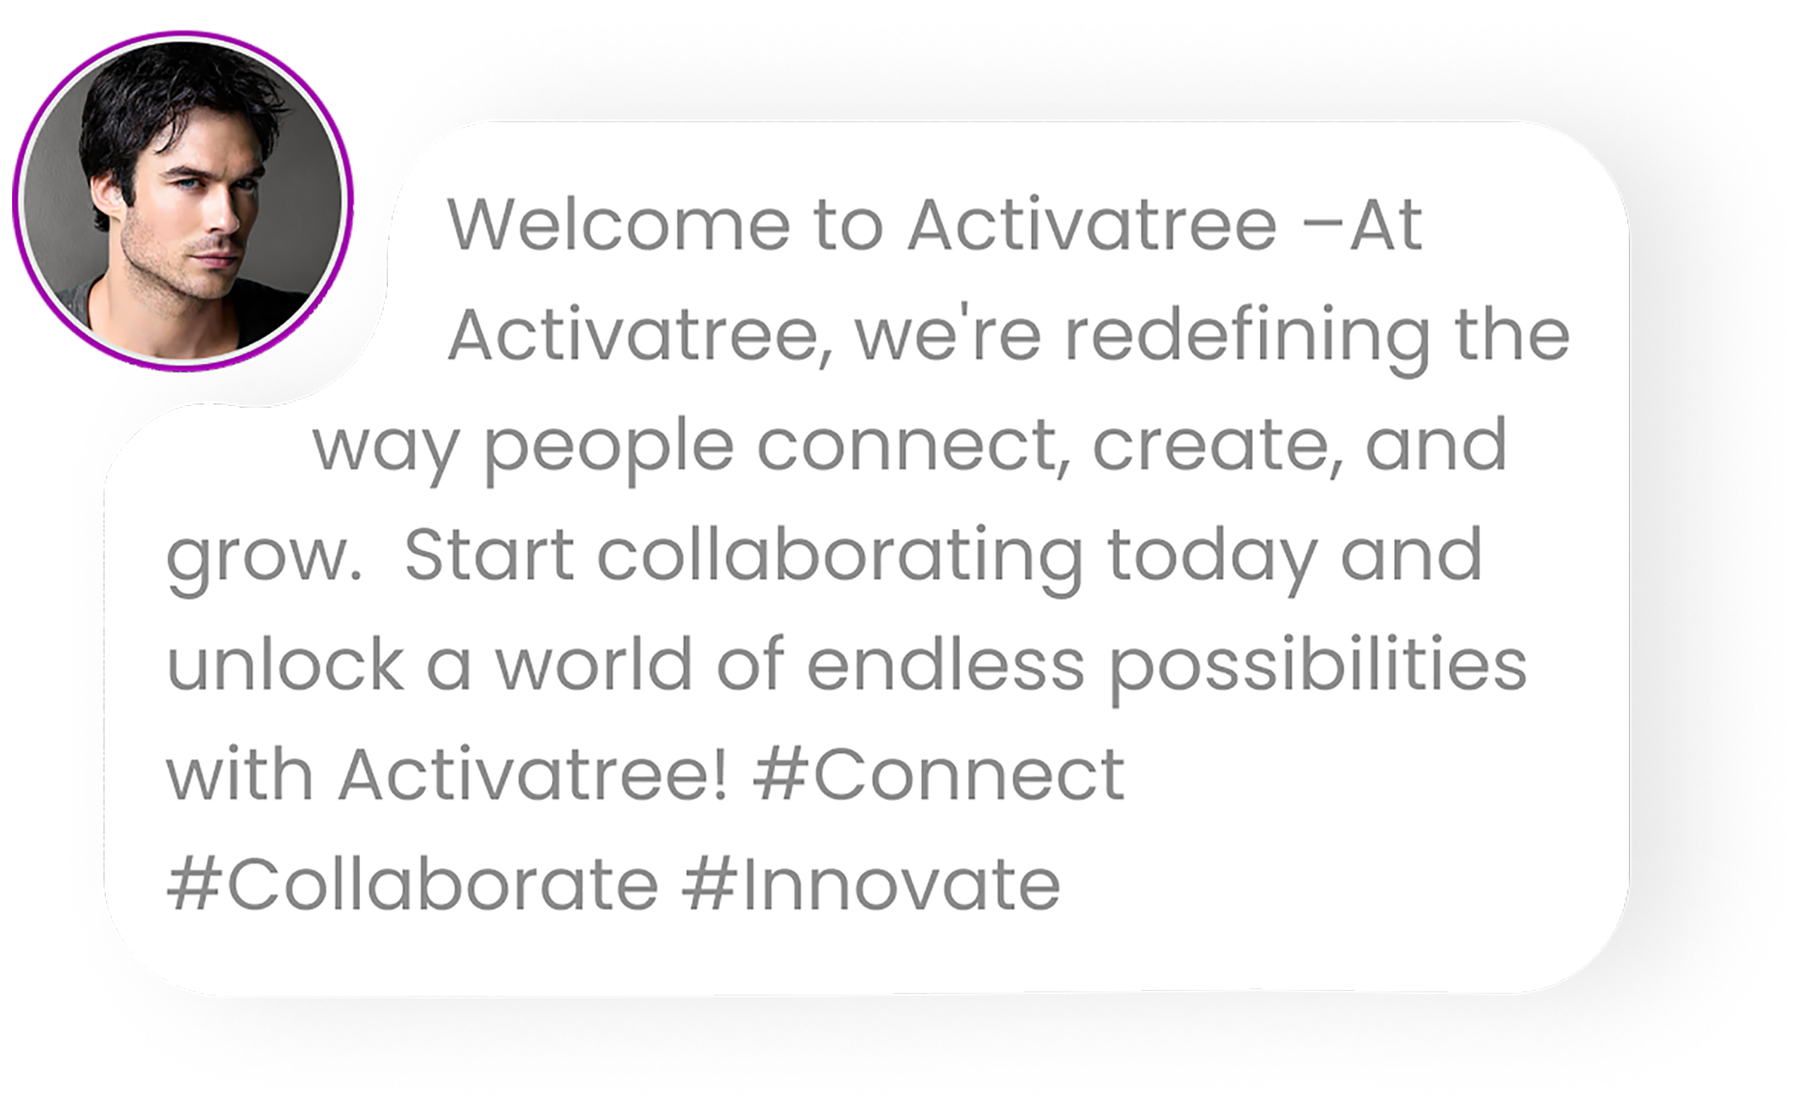 Welcome to Activatree –At
Activatree, we're redefining the
way people connect, create, and
grow.  Start collaborating today and
unlock a world of endless possibilities
with Activatree! #Connect
#Collaborate #Innovate